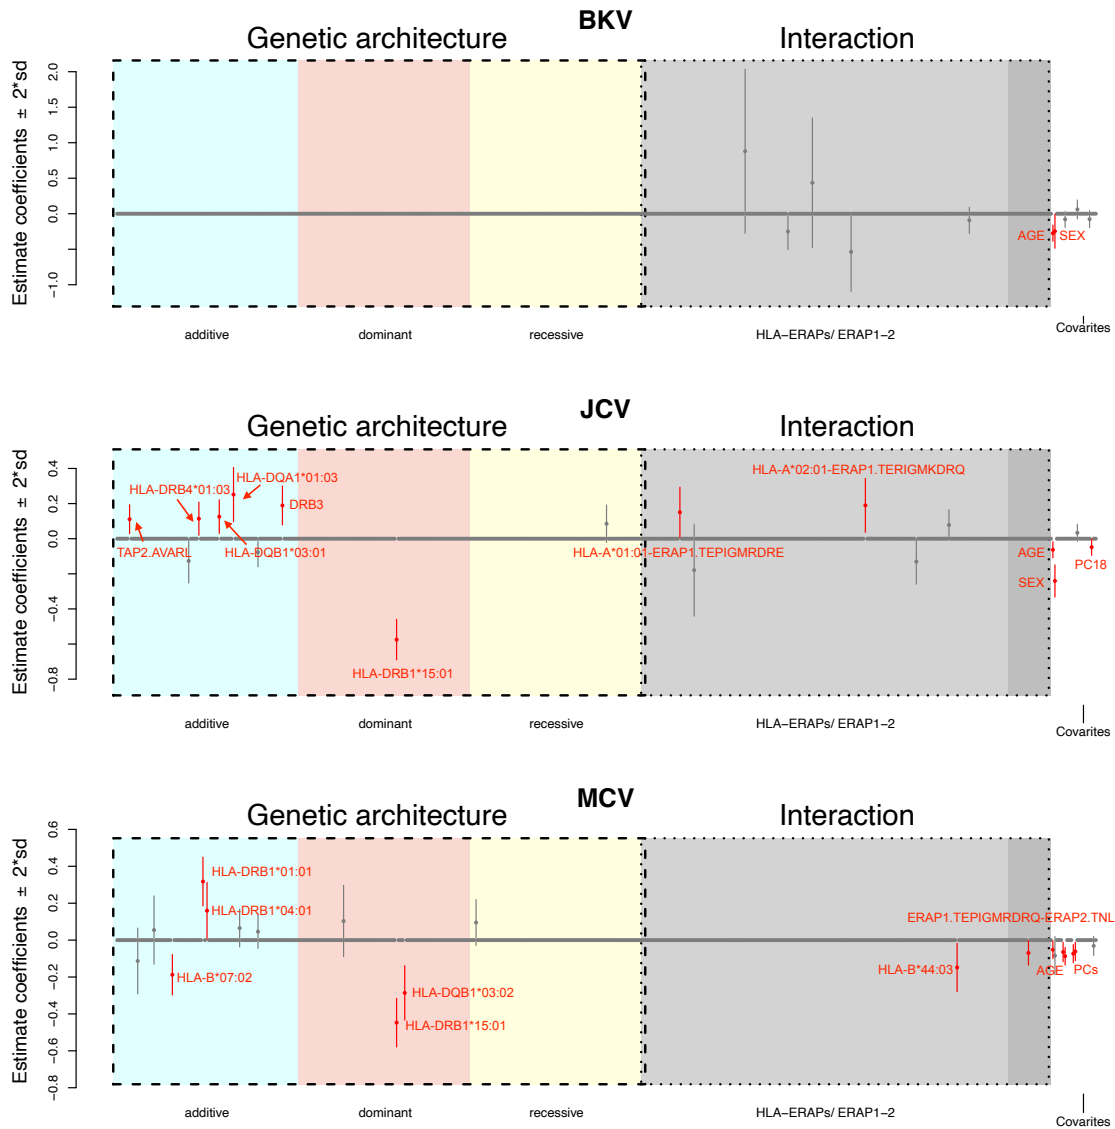 BKV
Genetic architecture
Interaction
Estimate coefficients ± 2*sd
2.0
1.5
1.0
0.5
0.0
−1.0
AGE
SEX
additive
dominant
recessive
HLA−ERAPs/ ERAP1−2
Covarites
JCV
Genetic architecture
Interaction
Estimate coefficients ± 2*sd
0.4
0.2
0.0
−0.4
−0.8
HLA-DQA1*01:03
HLA-DRB4*01:03
DRB3
TAP2.AVARL
HLA-DQB1*03:01
HLA-DRB1*15:01
HLA-A*02:01-ERAP1.TERIGMKDRQ
HLA-A*01:01-ERAP1.TEPIGMRDRE
AGE
SEX
PC18
additive
dominant
recessive
HLA−ERAPs/ ERAP1−2
Covarites
MCV
Genetic architecture
Interaction
Estimate coefficients ± 2*sd
0.6
0.4
0.2
0.0
−0.2
−0.4
−0.6
−0.8
HLA-DRB1*01:01
HLA-DRB1*04:01
HLA-B*07:02
HLA-DQB1*03:02
HLA-DRB1*15:01
ERAP1.TEPIGMRDRQ-ERAP2.TNL
HLA-B*44:03
AGE
PCs
additive
dominant
recessive
HLA−ERAPs/ ERAP1−2
Covarites